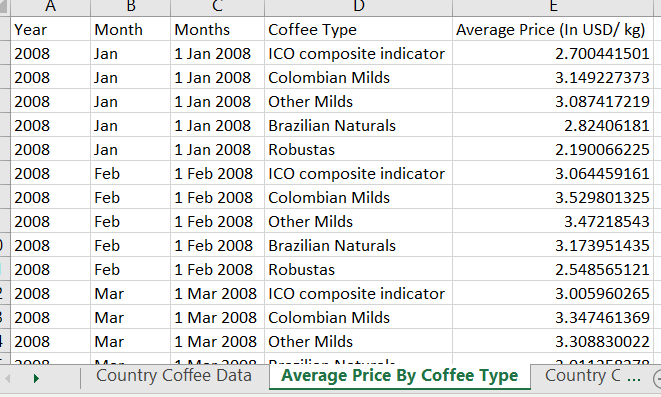 A B C D E
Year Month Months Coffee Type Average Price (In USD/ kg)
2008 Jan 1 Jan 2008 ICO composite indicator 2.700441501
2008 Jan 1 Jan 2008 Colombian Milds 3.149227373
2008 Jan 1 Jan 2008 Other Milds 3.087417219
2008 Jan 1 Jan 2008 Brazilian Naturals 2.82406181
2008 Jan 1 Jan 2008 Robustas 2.190066225
2008 Feb 1 Feb 2008 ICO composite indicator 3.064459161
2008 Feb 1 Feb 2008 Colombian Milds 3.529801325
2008 Feb 1 Feb 2008 Other Milds 3.47218543
2008 Feb 1 Feb 2008 Brazilian Naturals 3.173951435
2008 Feb 1 Feb 2008 Robustas 2.548565121
2008 Mar 1 Mar 2008 ICO composite indicator 3.005960265
2008 Mar 1 Mar 2008 Colombian Milds 3.347461369
2008 Mar 1 Mar 2008 Other Milds 3.308830022
2008 Mar 1 Mar 2008 Brazilian Naturals
Country Coffee Data Average Price By Coffee Type Country C ...